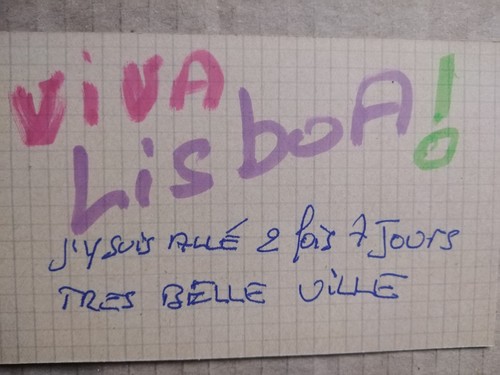 ViVA
LisboA!
J'Y SUIS ALLÉ 2 fois 7 JOURS
TRES BELLE VILLE